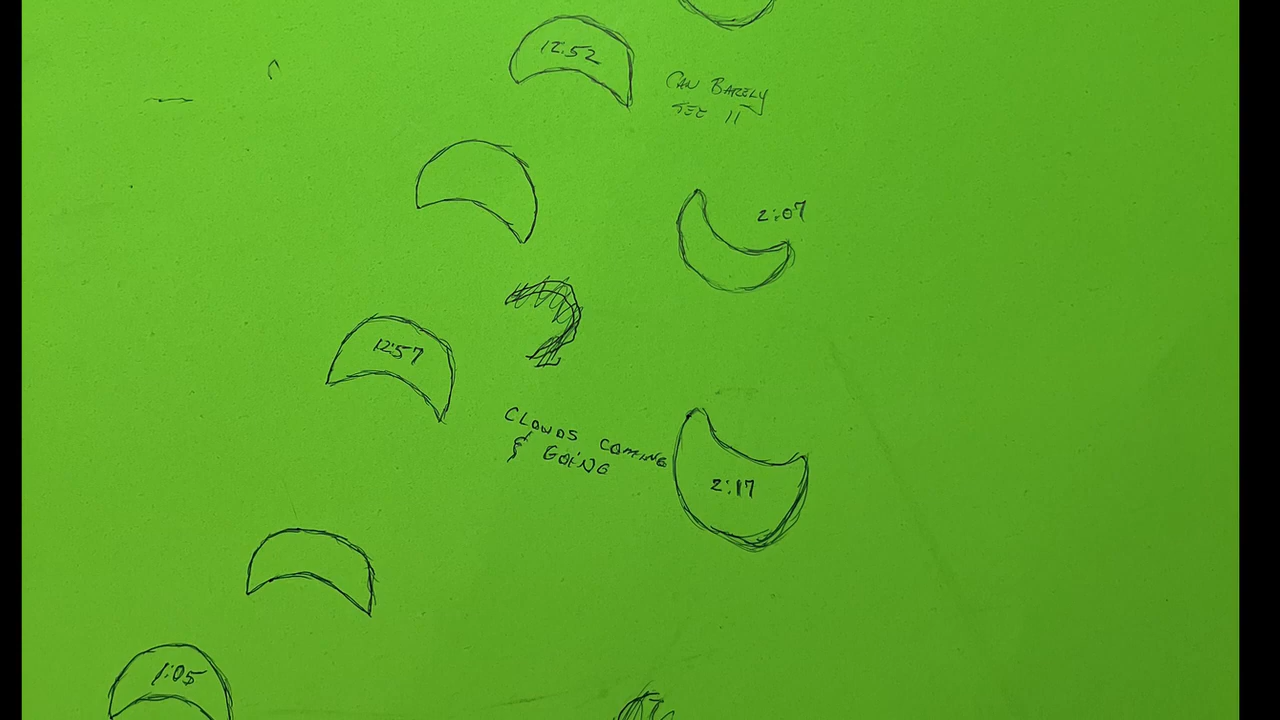 12:52
CAN BARELY
SEE IT
2:07
12:57
CLOUDS COMING
& GOING
2:17
1:05